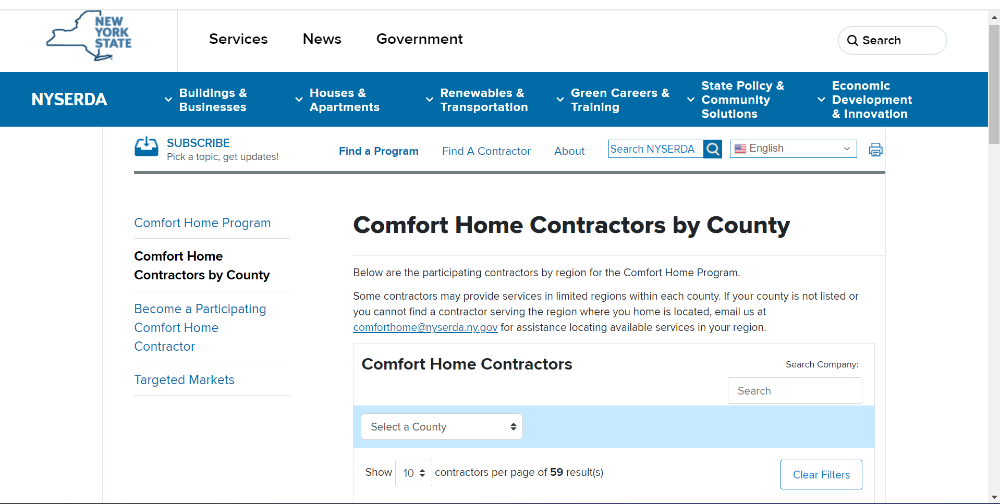 NEW
YORK
STATE
Services
News
Government
Search
NYSERDA
Buildings &
Businesses
Houses &
Apartments
Renewables &
Transportation
Green Careers &
Training
State Policy &
Community
Solutions
Economic
Development
& Innovation
SUBSCRIBE
Pick a topic, get updates!
Find a Program
Find A Contractor
About
Search NYSERDA
English
Comfort Home Program
Comfort Home
Contractors by County
Become a Participating
Comfort Home
Contractor
Targeted Markets
Comfort Home Contractors by County
Below are the participating contractors by region for the Comfort Home Program.
Some contractors may provide services in limited regions within each county. If your county is not listed or
you cannot find a contractor serving the region where you home is located, email us at
comforthome@nyserda.ny.gov for assistance locating available services in your region.
Comfort Home Contractors
Search Company:
Search
Select a County
Show 10 contractors per page of 59 result(s)
Clear Filters